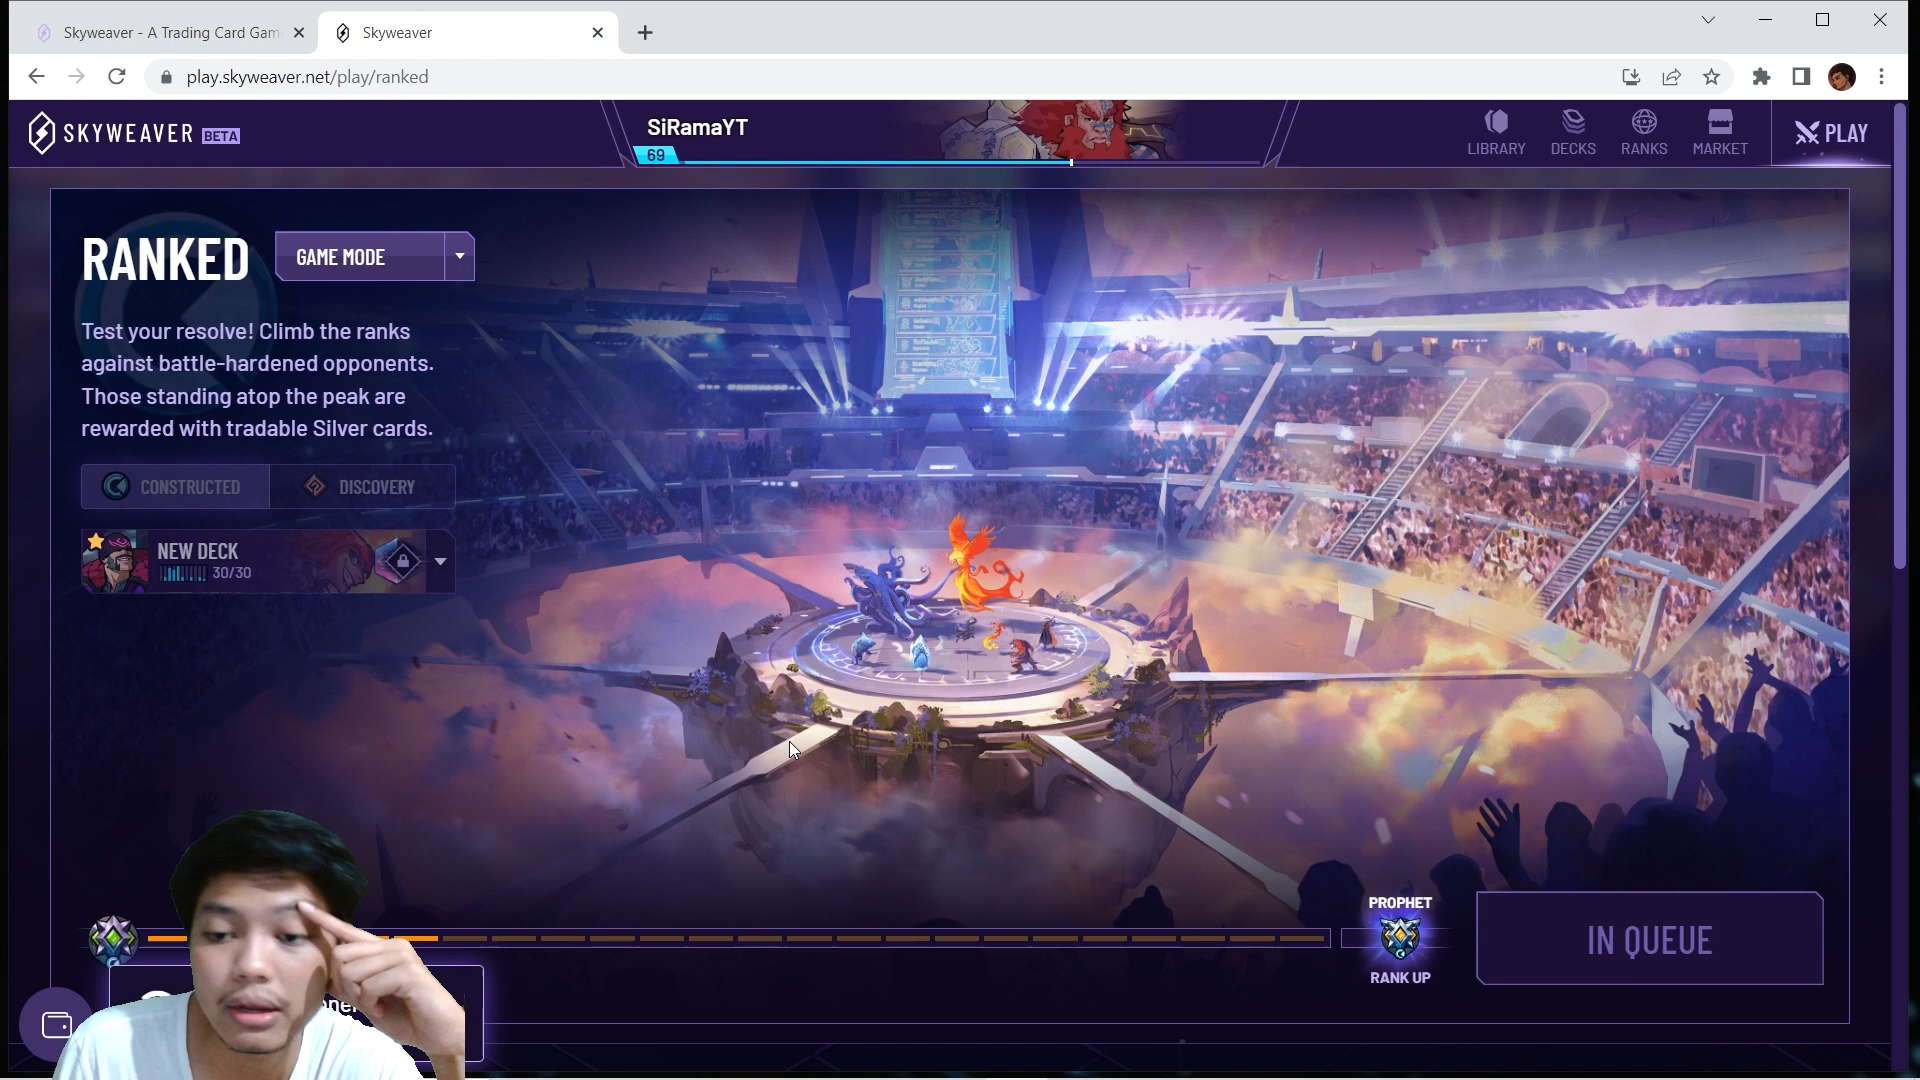 Skyweaver - A Trading Card Gam
Skyweaver
play.skyweaver.net/play/ranked
SKYWEAVER BETA
SiRamaYT
69
LIBRARY
DECKS
RANKS
MARKET
PLAY
RANKED
GAME MODE
Test your resolve! Climb the ranks
against battle-hardened opponents.
Those standing atop the peak are
rewarded with tradable Silver cards.
CONSTRUCTED
DISCOVERY
NEW DECK
30/30
PROPHET
RANK UP
IN QUEUE